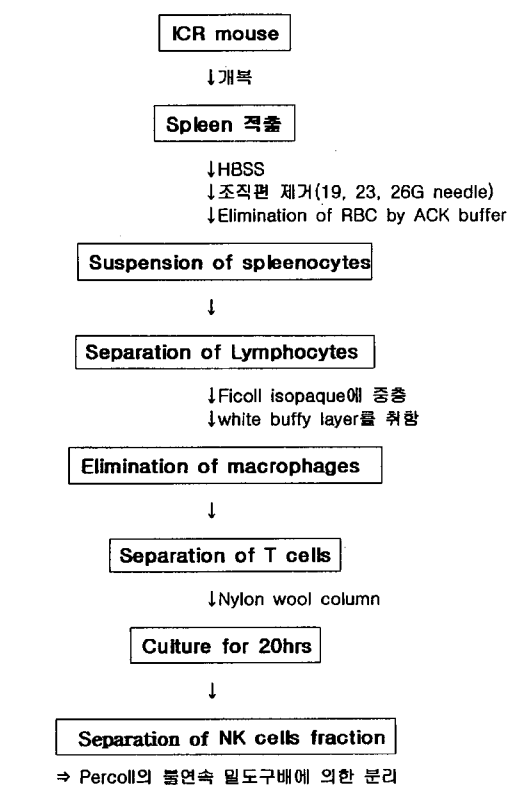 ICR mouse
↓개복
Spleen 적출
↓HBSS
↓조직편 제거(19, 23, 26G needle)
↓Elimination of RBC by ACK buffer
Suspension of spleenocytes
↓
Separation of Lymphocytes
↓Ficoll isopaque에 중층
↓white buffy layer를 취함
Elimination of macrophages
↓
Separation of T cells
↓Nylon wool column
Culture for 20hrs
↓
Separation of NK cells fraction
⇒ Percoll의 불연속 밀도구배에 의한 분리